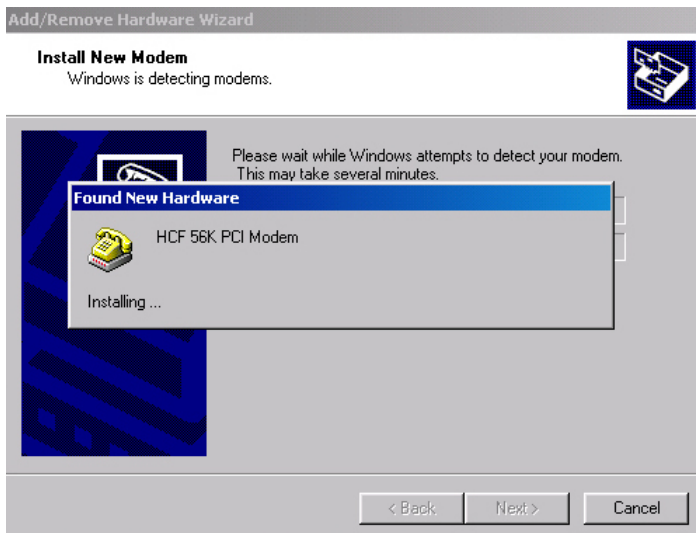 Add/Remove Hardware Wizard
Install New Modem
Windows is detecting modems.
Please wait while Windows attempts to detect your modem.
This may take several minutes.
Found New Hardware
HCF 56K PCI Modem
Installing ...
< Back
Next >
Cancel